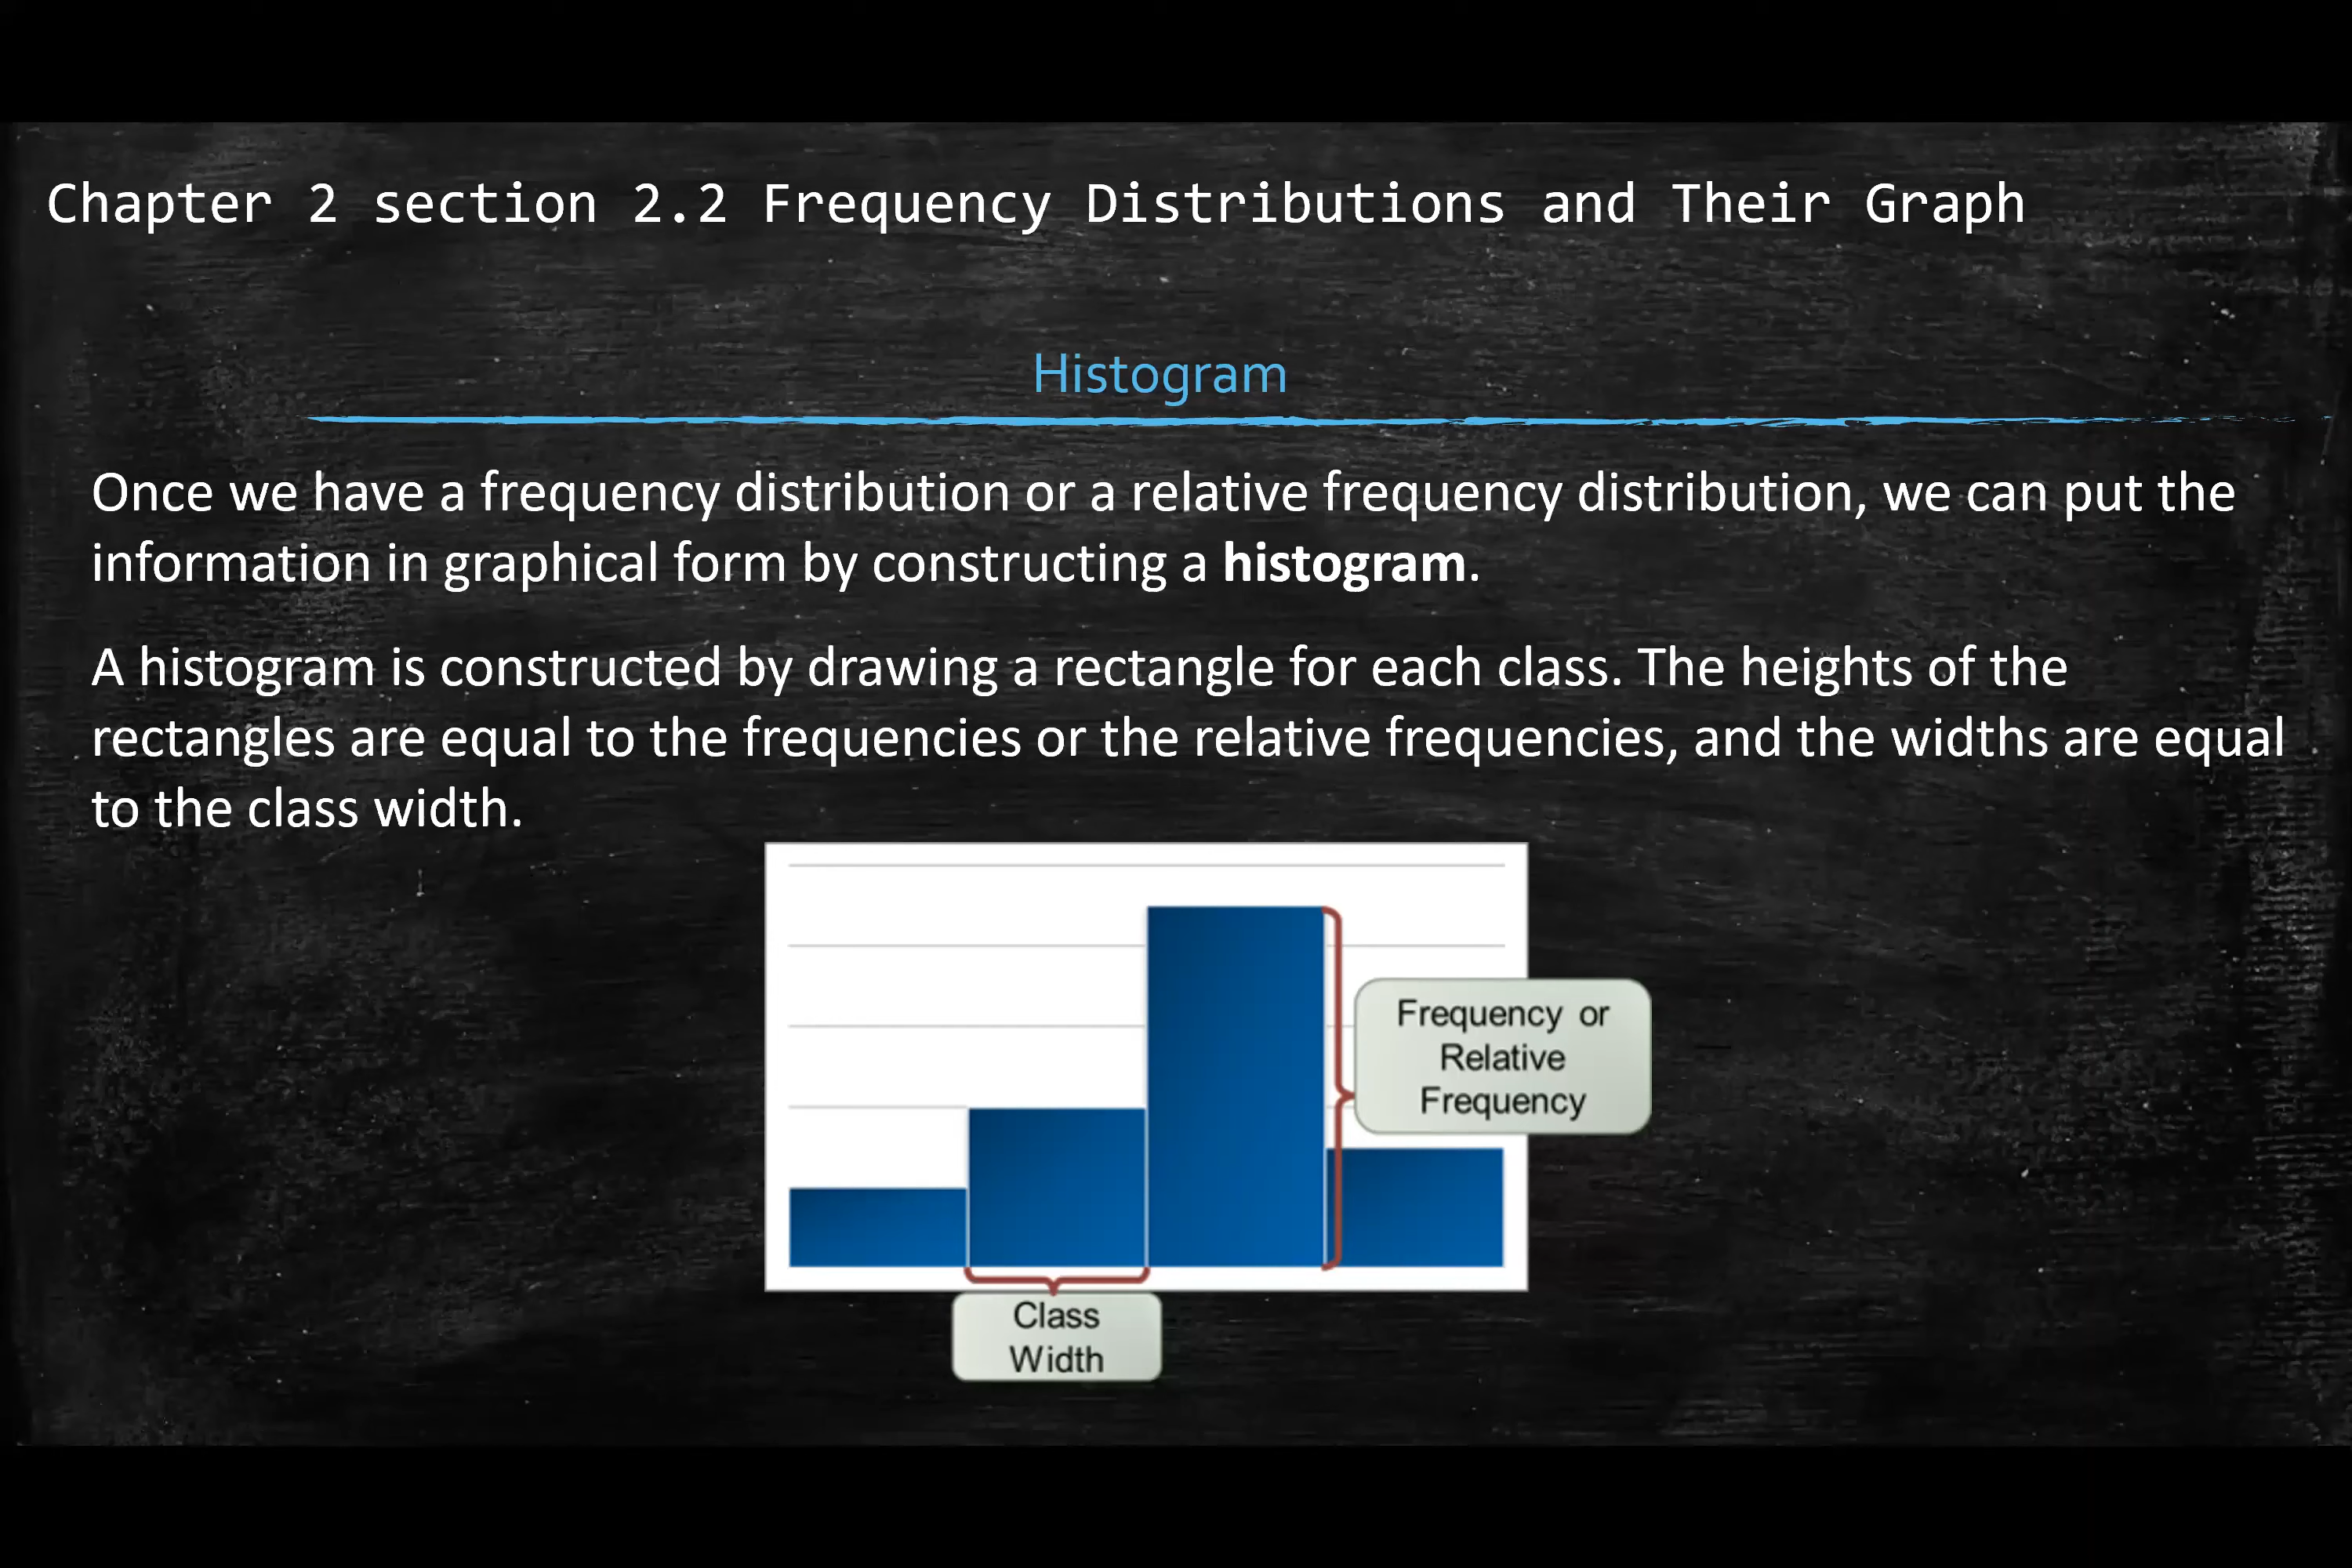 Chapter 2 section 2.2 Frequency Distributions and Their Graph
Histogram
Once we have a frequency distribution or a relative frequency distribution, we can put the
information in graphical form by constructing a histogram.
A histogram is constructed by drawing a rectangle for each class. The heights of the
rectangles are equal to the frequencies or the relative frequencies, and the widths are equal
to the class width.
Frequency or
Relative
Frequency
Class
Width